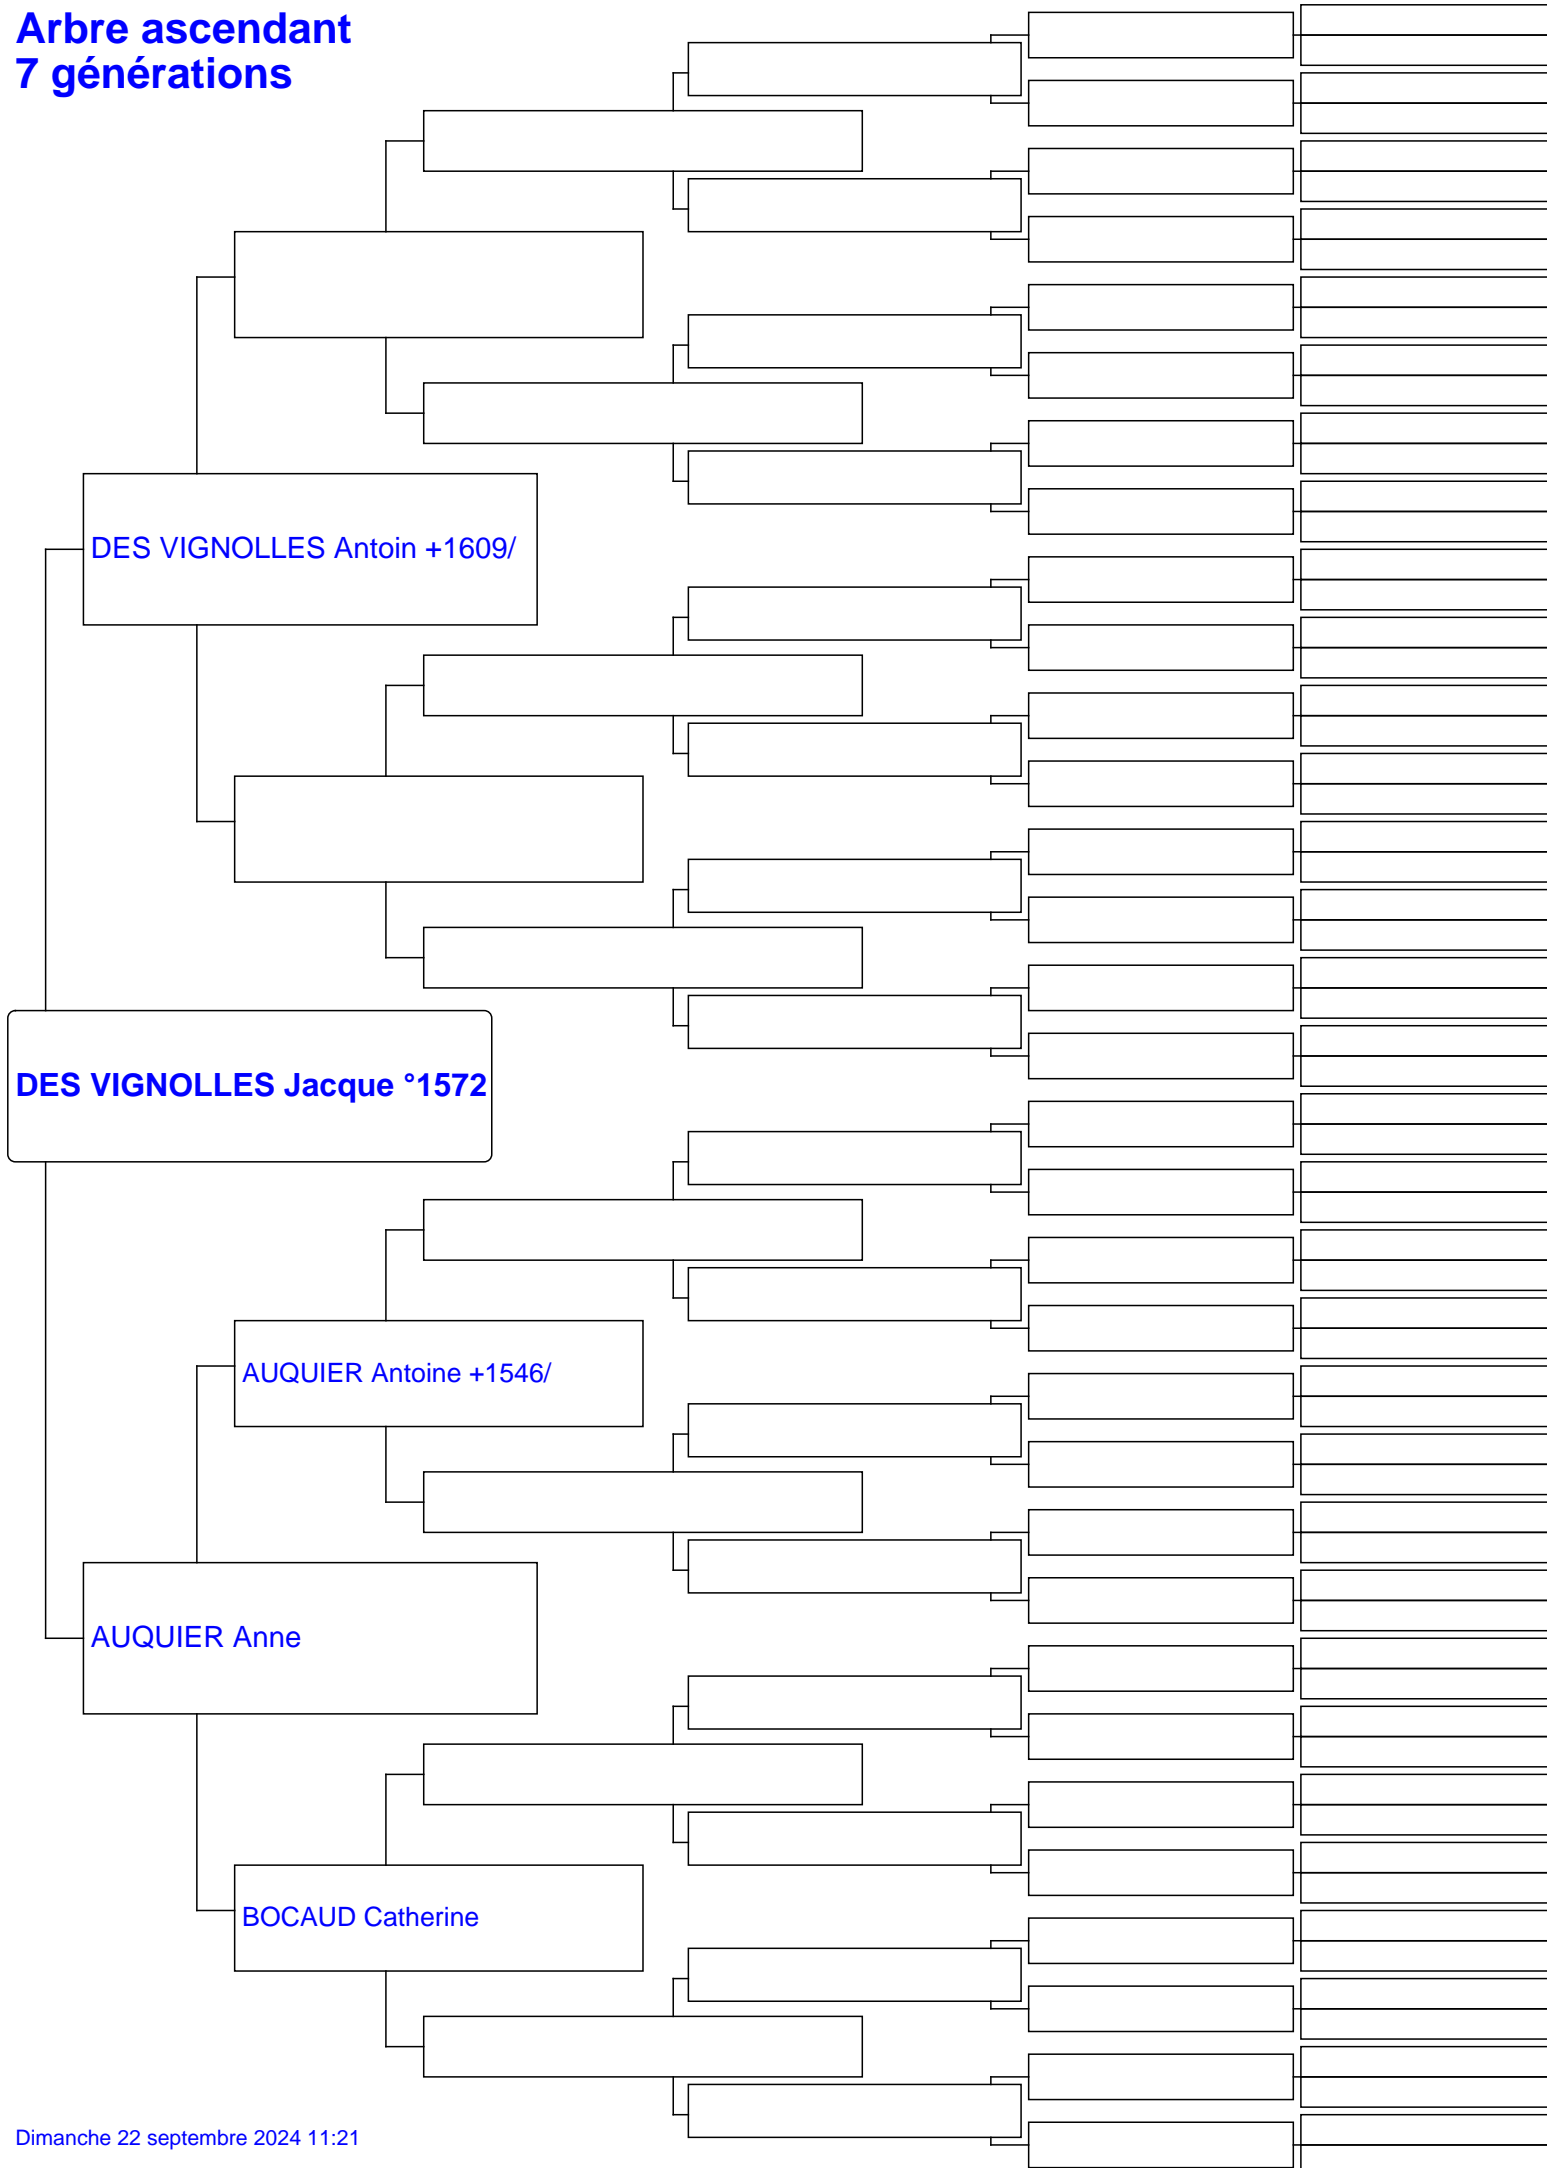 Arbre ascendant
7 générations
DES VIGNOLLES Antoin +1609/
DES VIGNOLLES Jacque °1572
AUQUIER Antoine +1546/
AUQUIER Anne
BOCAUD Catherine
Dimanche 22 septembre 2024 11:21